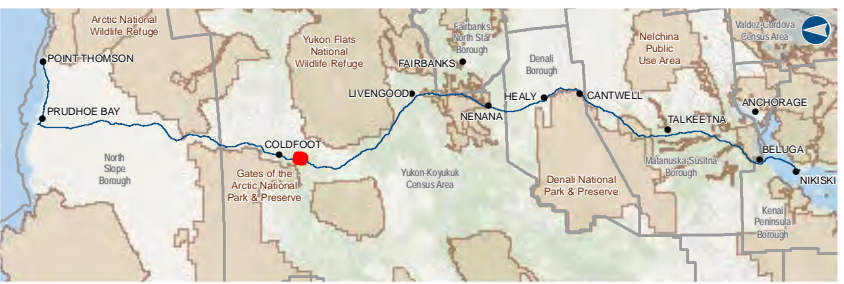 Arctic National
Wildlife Refuge
Yukon Flats
National
Wildlife Refuge
Fairbanks
North Star
Borough
Denali
Borough
Nelchina
Public
Use Area
Valdez-Cordova
Census Area
POINT THOMSON
FAIRBANKS
LIVENGOOD
HEALY
CANTWELL
ANCHORAGE
PRUDHOE BAY
NENANA
TALKEETNA
COLDFOOT
BELUGA
North
Slope
Borough
Gates of the
Arctic National
Park & Preserve
Yukon-Koyukuk
Census Area
Denali National
Park & Preserve
Matanuska-Susitna
Borough
NIKISKI
Kenai
Peninsula
Borough